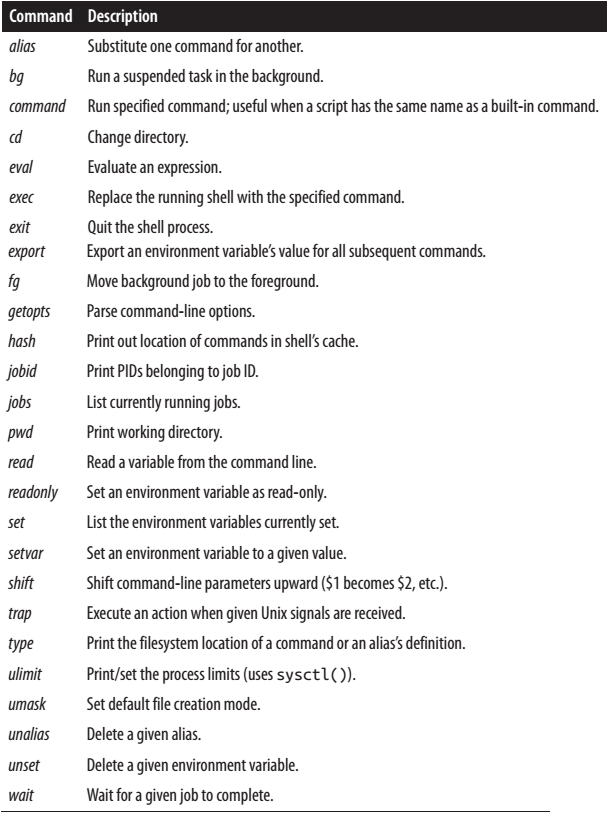 Command Description
alias Substitute one command for another.
bg Run a suspended task in the background.
command Run specified command; useful when a script has the same name as a built-in command.
cd Change directory.
eval Evaluate an expression.
exec Replace the running shell with the specified command.
exit Quit the shell process.
export Export an environment variable's value for all subsequent commands.
fg Move background job to the foreground.
getopts Parse command-line options.
hash Print out location of commands in shell's cache.
jobid Print PIDs belonging to job ID.
jobs List currently running jobs.
pwd Print working directory.
read Read a variable from the command line.
readonly Set an environment variable as read-only.
set List the environment variables currently set.
setvar Set an environment variable to a given value.
shift Shift command-line parameters upward ($1 becomes $2, etc.).
trap Execute an action when given Unix signals are received.
type Print the filesystem location of a command or an alias's definition.
ulimit Print/set the process limits (uses sysctl()).
umask Set default file creation mode.
unalias Delete a given alias.
unset Delete a given environment variable.
wait Wait for a given job to complete.